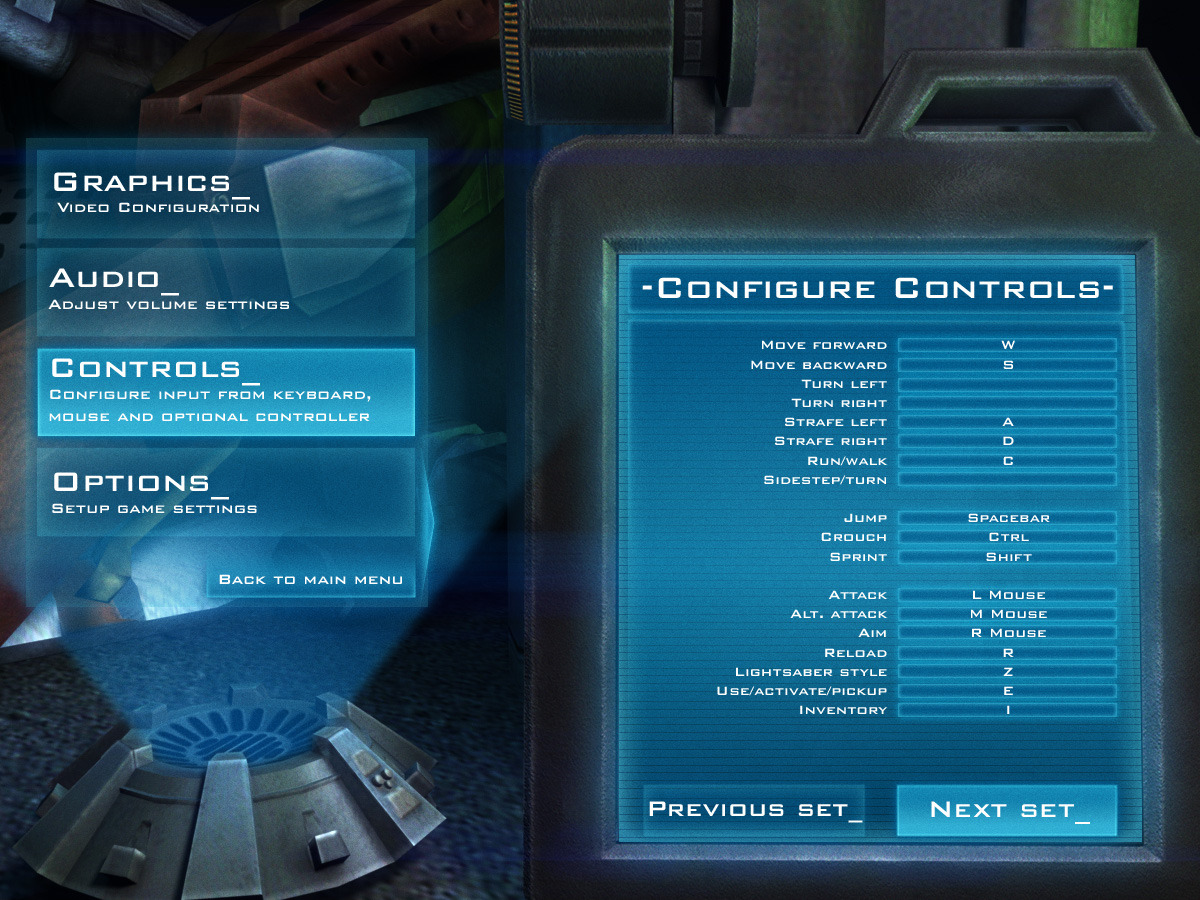 Graphics_
Video Configuration
Audio_
Adjust volume settings
Controls_
Configure input from keyboard,
mouse and optional controller
Options_
Setup game settings
Back to main menu
-Configure Controls-
Move forward W
Move backward S
Turn left
Turn right
Strafe left A
Strafe right D
Run/walk C
Sidestep/turn
Jump Spacebar
Crouch Ctrl
Sprint Shift
Attack L Mouse
Alt. attack M Mouse
Aim R Mouse
Reload R
Lightsaber style Z
Use/activate/pickup E
Inventory I
Previous set_
Next set_